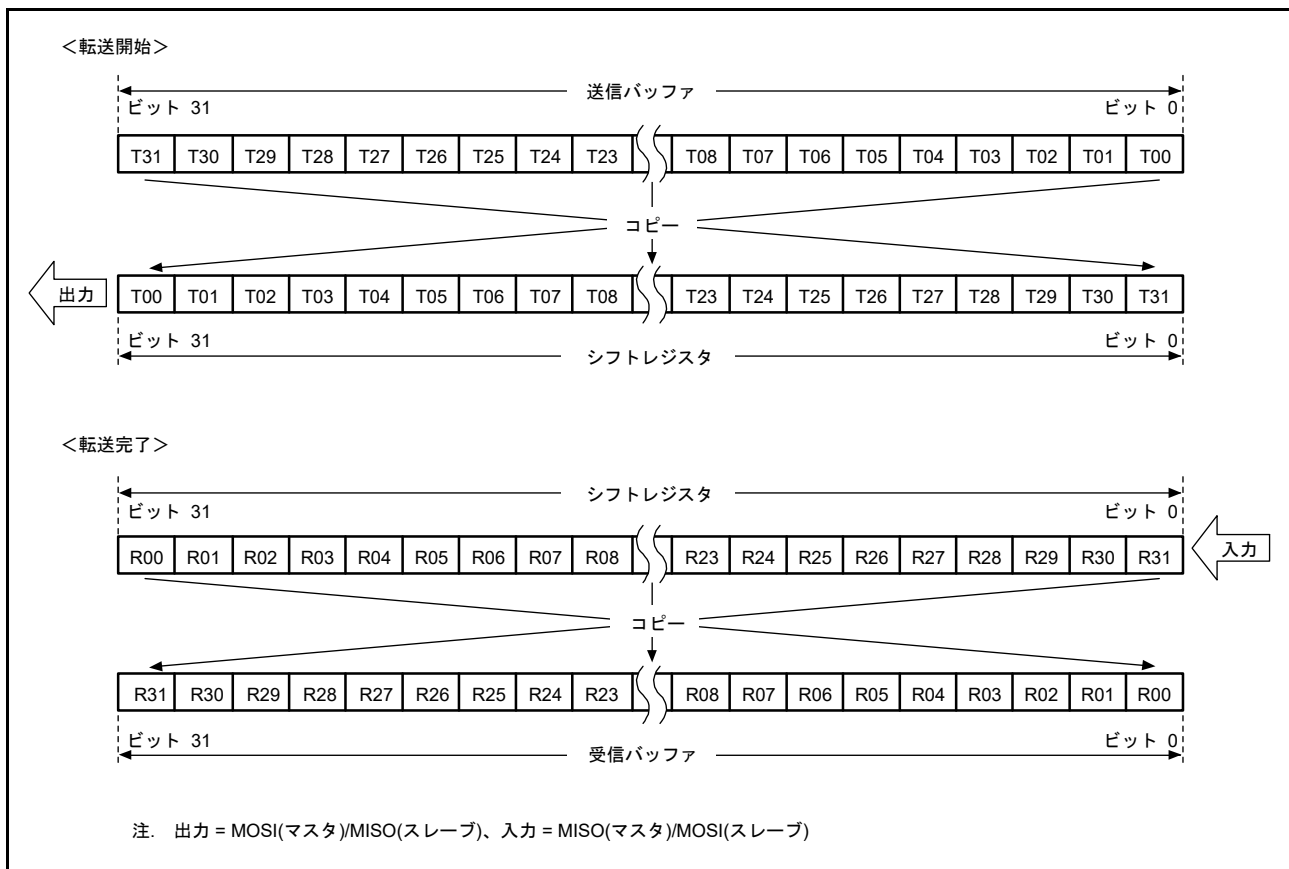 ＜転送開始＞
送信バッファ
ビット 31 ビット 0
T31 T30 T29 T28 T27 T26 T25 T24 T23 T08 T07 T06 T05 T04 T03 T02 T01 T00
コピー
出力 T00 T01 T02 T03 T04 T05 T06 T07 T08 T23 T24 T25 T26 T27 T28 T29 T30 T31
ビット 31 ビット 0
シフトレジスタ
＜転送完了＞
シフトレジスタ
ビット 31 ビット 0
R00 R01 R02 R03 R04 R05 R06 R07 R08 R23 R24 R25 R26 R27 R28 R29 R30 R31 入力
コピー
R31 R30 R29 R28 R27 R26 R25 R24 R23 R08 R07 R06 R05 R04 R03 R02 R01 R00
ビット 31 ビット 0
受信バッファ
注. 出力 = MOSI(マスタ)/MISO(スレーブ)、入力 = MISO(マスタ)/MOSI(スレーブ)